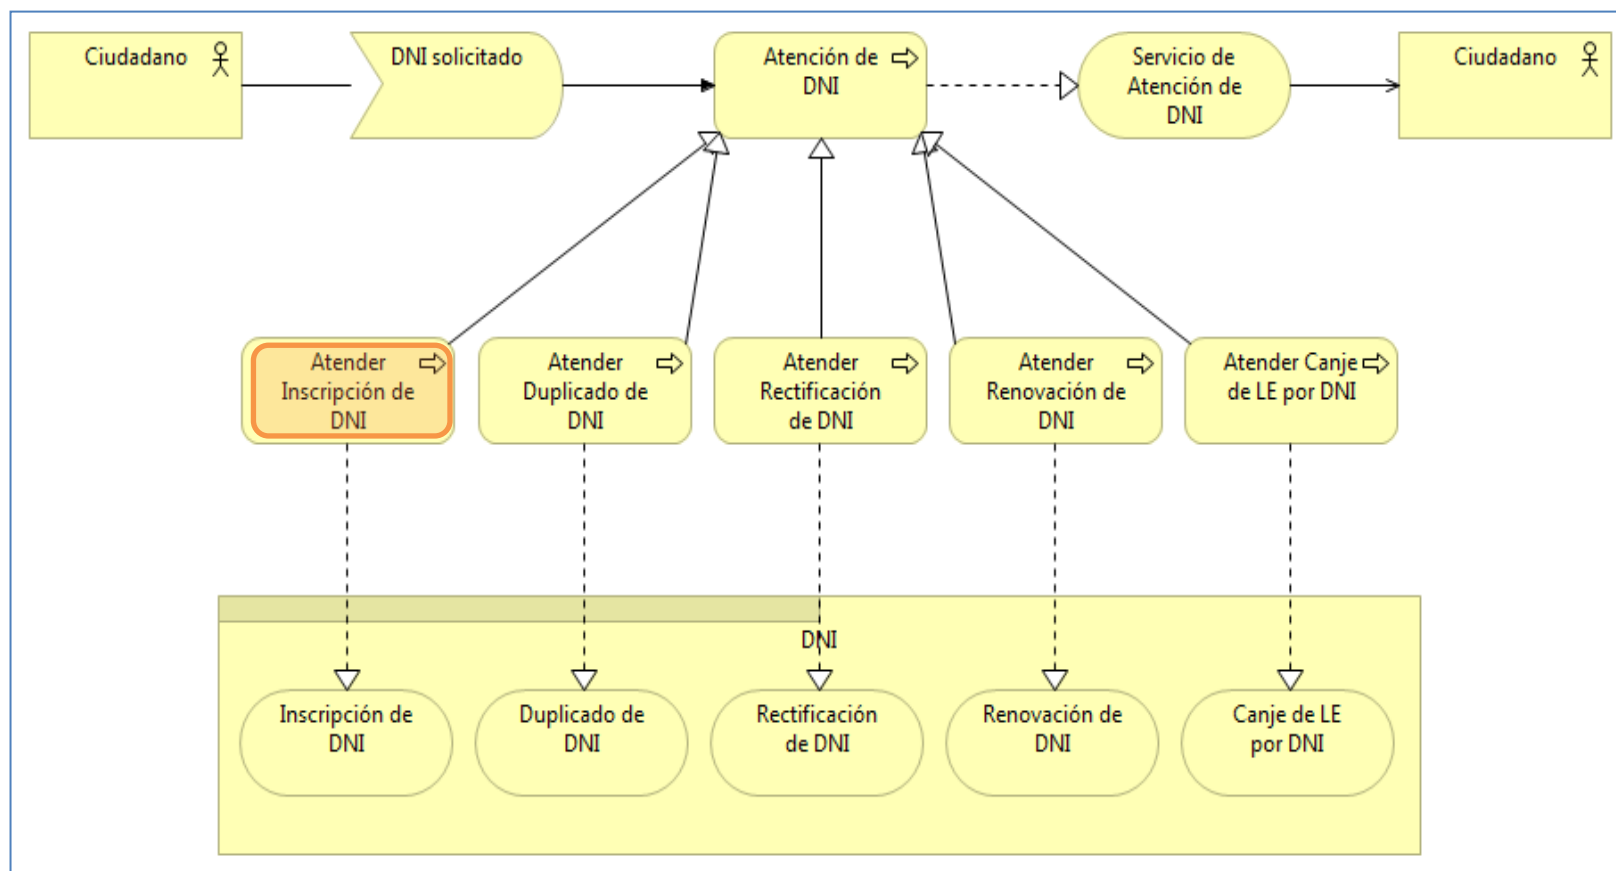 Ciudadano
DNI solicitado
Atención de
DNI
Servicio de
Atención de
DNI
Ciudadano
Atender
Inscripción de
DNI
Atender
Duplicado de
DNI
Atender
Rectificación
de DNI
Atender
Renovación de
DNI
Atender Canje
de LE por DNI
DNI
Inscripción de
DNI
Duplicado de
DNI
Rectificación
de DNI
Renovación de
DNI
Canje de LE
por DNI